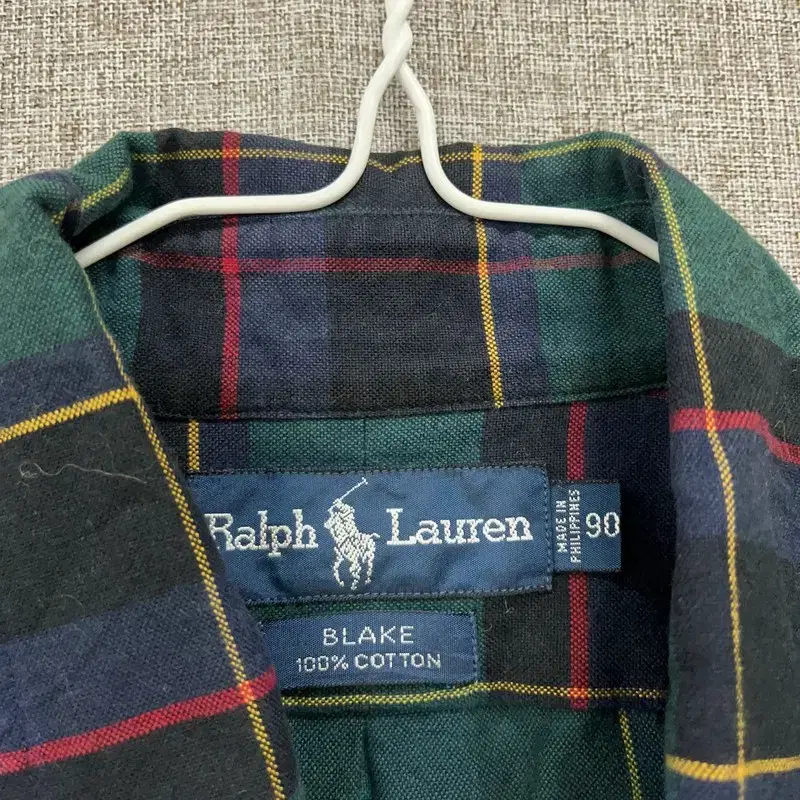 Ralph Lauren
MADE IN
PHILIPPINES
90
BLAKE
100% COTTON